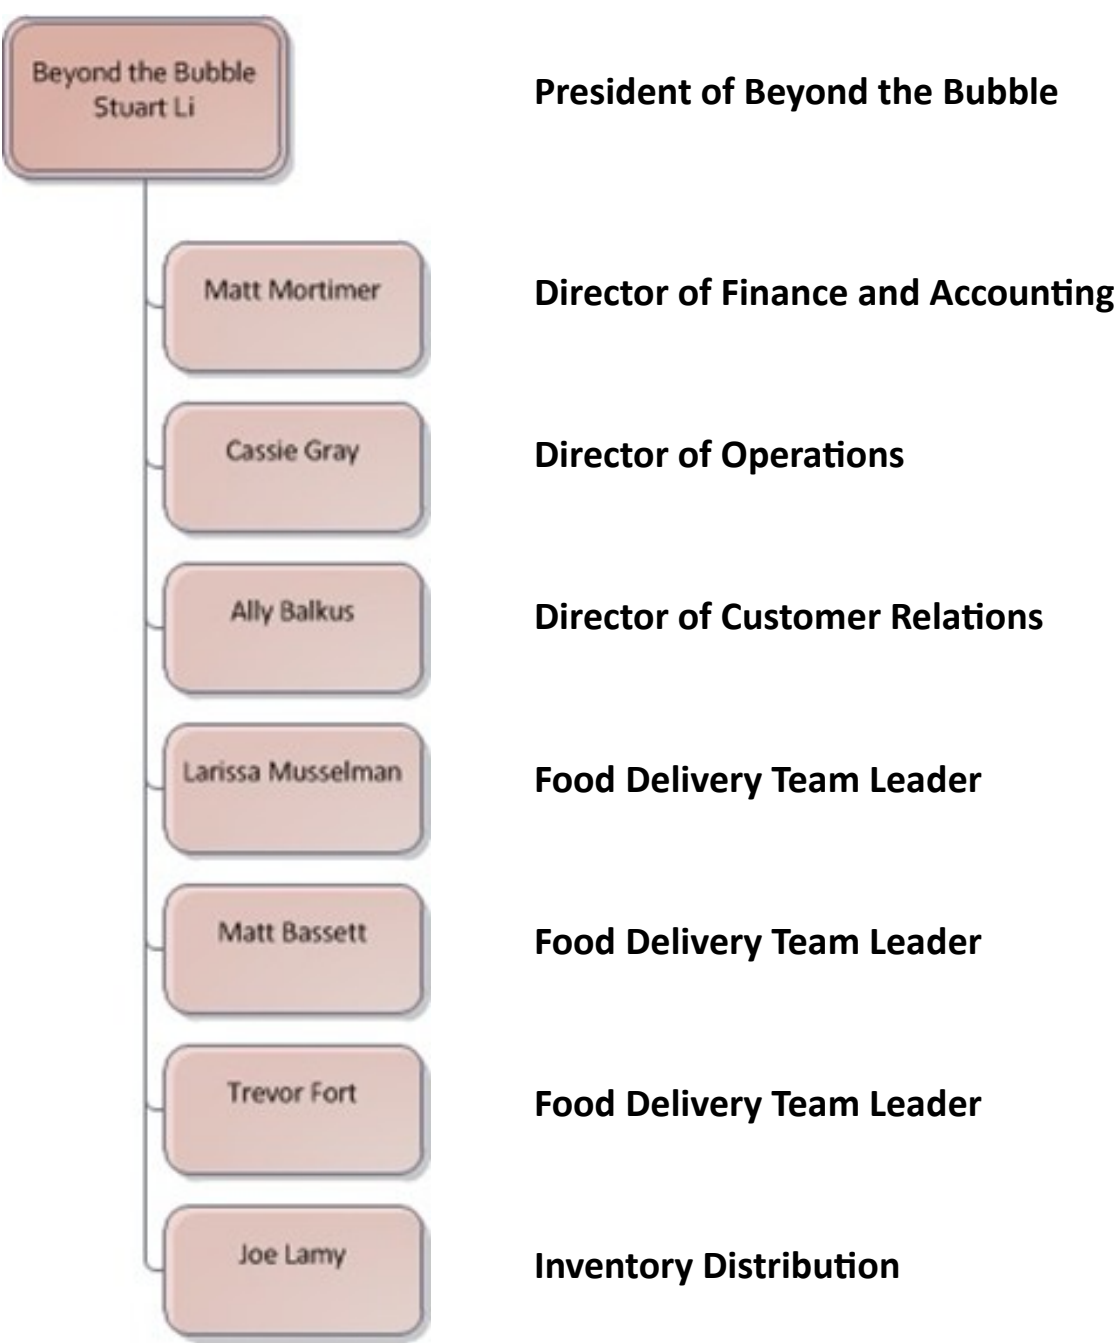 Beyond the Bubble
Stuart Li
President of Beyond the Bubble
Matt Mortimer
Director of Finance and Accounting
Cassie Gray
Director of Operations
Ally Balkus
Director of Customer Relations
Larissa Musselman
Food Delivery Team Leader
Matt Bassett
Food Delivery Team Leader
Trevor Fort
Food Delivery Team Leader
Joe Lamy
Inventory Distribution